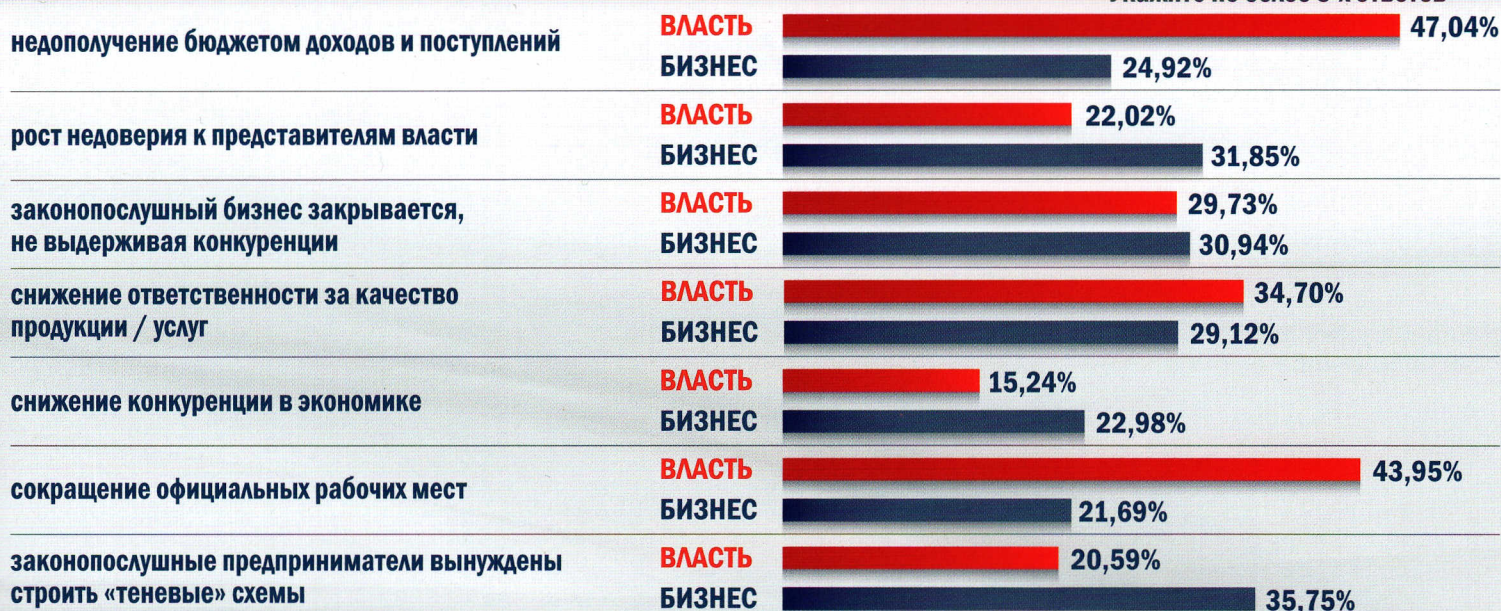 недополучение бюджетом доходов и поступлений
ВЛАСТЬ 47,04%
БИЗНЕС 24,92%
рост недоверия к представителям власти
ВЛАСТЬ 22,02%
БИЗНЕС 31,85%
законопослушный бизнес закрывается,
не выдерживая конкуренции
ВЛАСТЬ 29,73%
БИЗНЕС 30,94%
снижение ответственности за качество
продукции / услуг
ВЛАСТЬ 34,70%
БИЗНЕС 29,12%
снижение конкуренции в экономике
ВЛАСТЬ 15,24%
БИЗНЕС 22,98%
сокращение официальных рабочих мест
ВЛАСТЬ 43,95%
БИЗНЕС 21,69%
законопослушные предприниматели вынуждены
строить «теневые» схемы
ВЛАСТЬ 20,59%
БИЗНЕС 35,75%